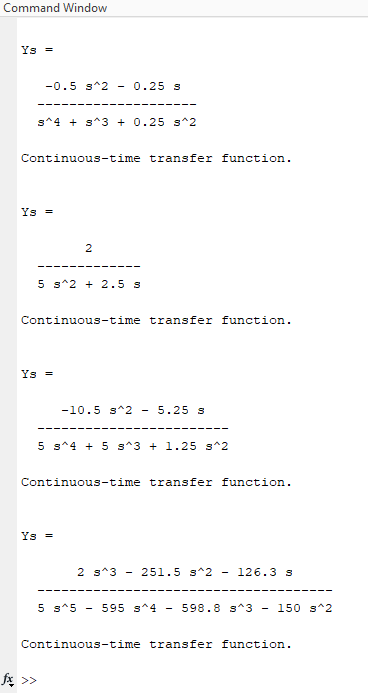 Command Window
Ys =
-0.5 s^2 - 0.25 s
--------------------
s^4 + s^3 + 0.25 s^2
Continuous-time transfer function.
Ys =
2
-------------
5 s^2 + 2.5 s
Continuous-time transfer function.
Ys =
-10.5 s^2 - 5.25 s
------------------------
5 s^4 + 5 s^3 + 1.25 s^2
Continuous-time transfer function.
Ys =
2 s^3 - 251.5 s^2 - 126.3 s
-------------------------------------
5 s^5 - 595 s^4 - 598.8 s^3 - 150 s^2
Continuous-time transfer function.
fx >>